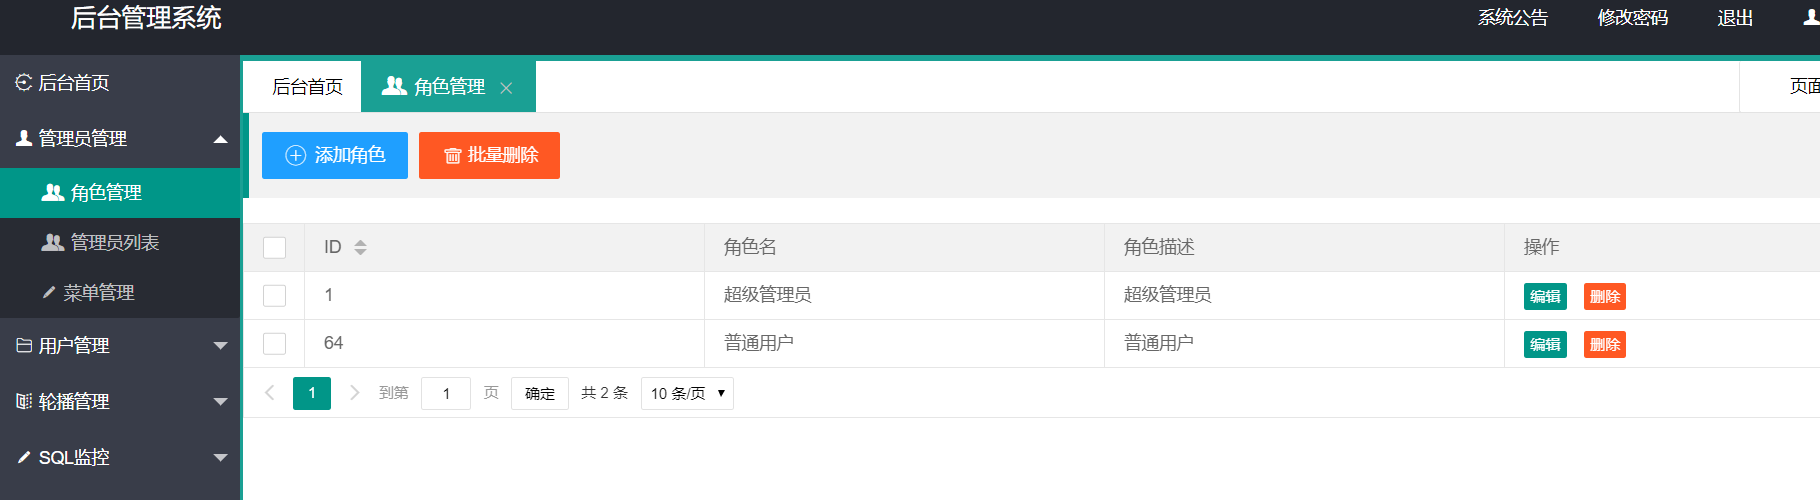 后台管理系统
系统公告 修改密码 退出
后台首页
管理员管理
角色管理
管理员列表
菜单管理
用户管理
轮播管理
SQL监控
后台首页 角色管理
页面
添加角色 批量删除
ID 角色名 角色描述 操作
1 超级管理员 超级管理员 编辑 删除
64 普通用户 普通用户 编辑 删除
1 到第 1 页 确定 共 2 条 10 条/页